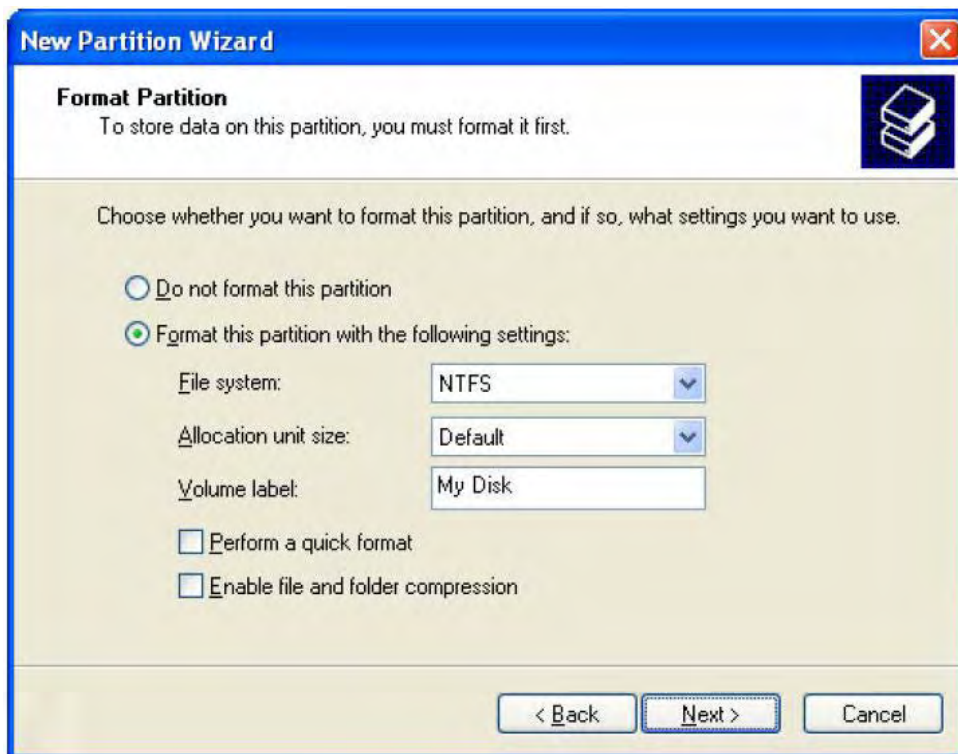 New Partition Wizard
Format Partition
To store data on this partition, you must format it first.
Choose whether you want to format this partition, and if so, what settings you want to use.
Do not format this partition
Format this partition with the following settings:
File system: NTFS
Allocation unit size: Default
Volume label: My Disk
Perform a quick format
Enable file and folder compression
< Back Next > Cancel